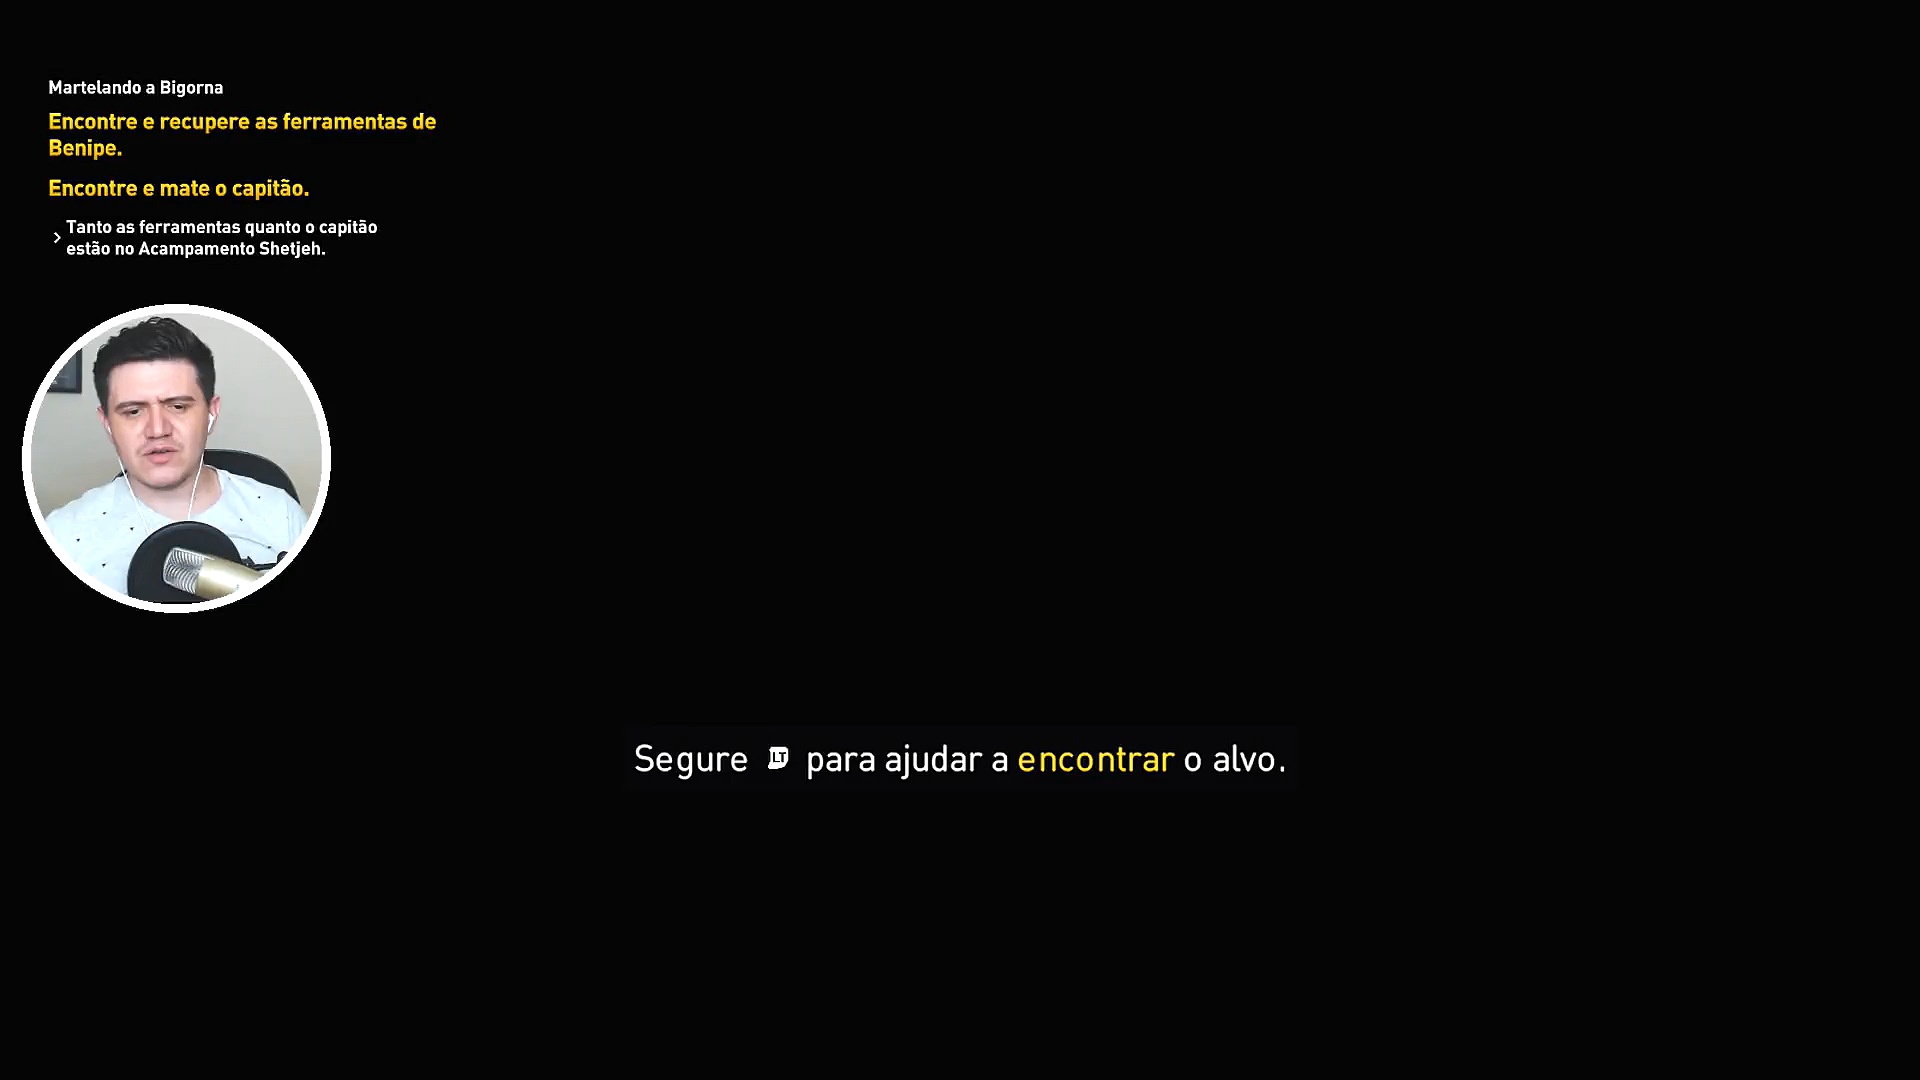 Martelando a Bigorna
Encontre e recupere as ferramentas de
Benipe.
Encontre e mate o capitão.
Tanto as ferramentas quanto o capitão
estão no Acampamento Shetjeh.
Segure LT para ajudar a encontrar o alvo.